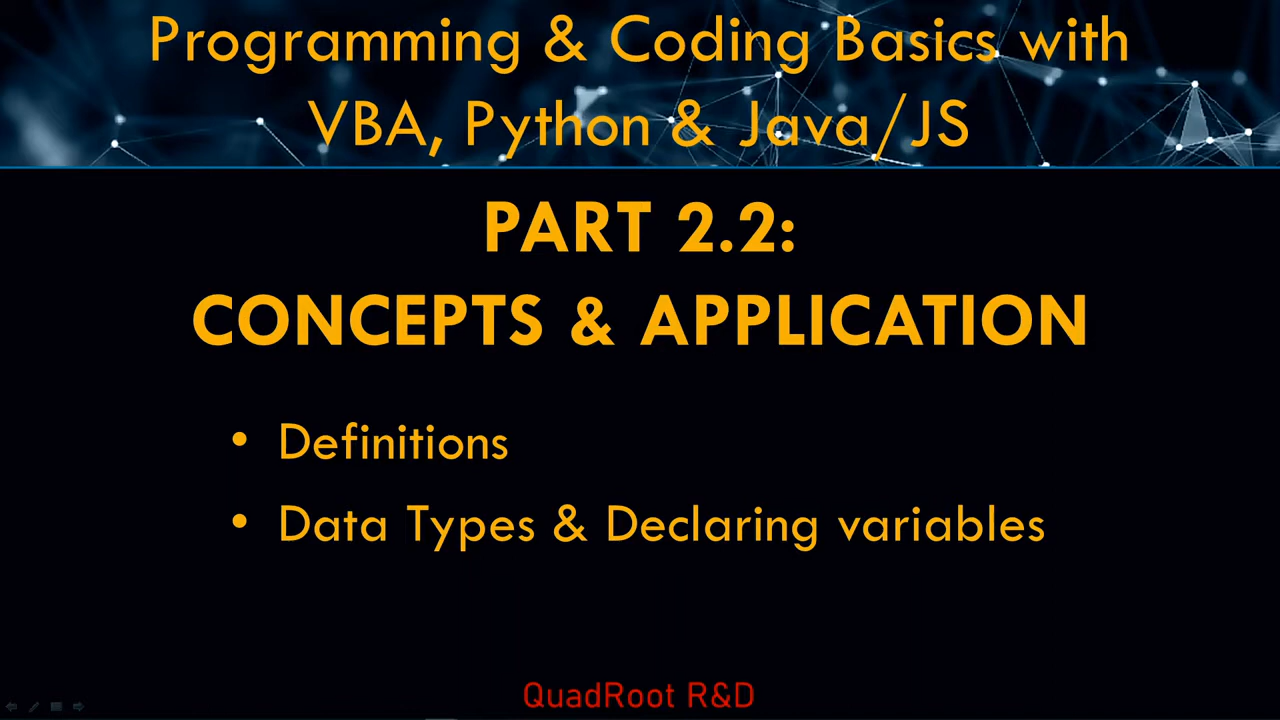 Programming & Coding Basics with
VBA, Python & Java/JS
PART 2.2:
CONCEPTS & APPLICATION
• Definitions
• Data Types & Declaring variables
QuadRoot R&D